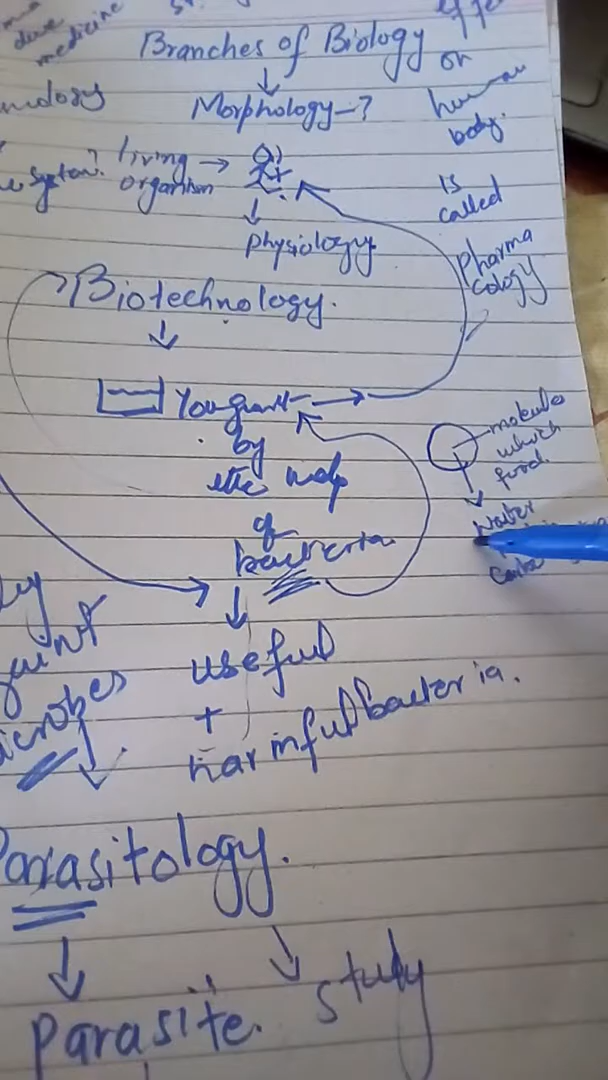 medicine
Branches of Biology
on
Morphology-?
human
body.
living
organism
is
called
physiology
Pharma
cology
Biotechnology.
by
the help
of
bacteria
molecule
which
food.
Water
useful
+
harmful bacteria.
Parasitology.
Parasite.
study